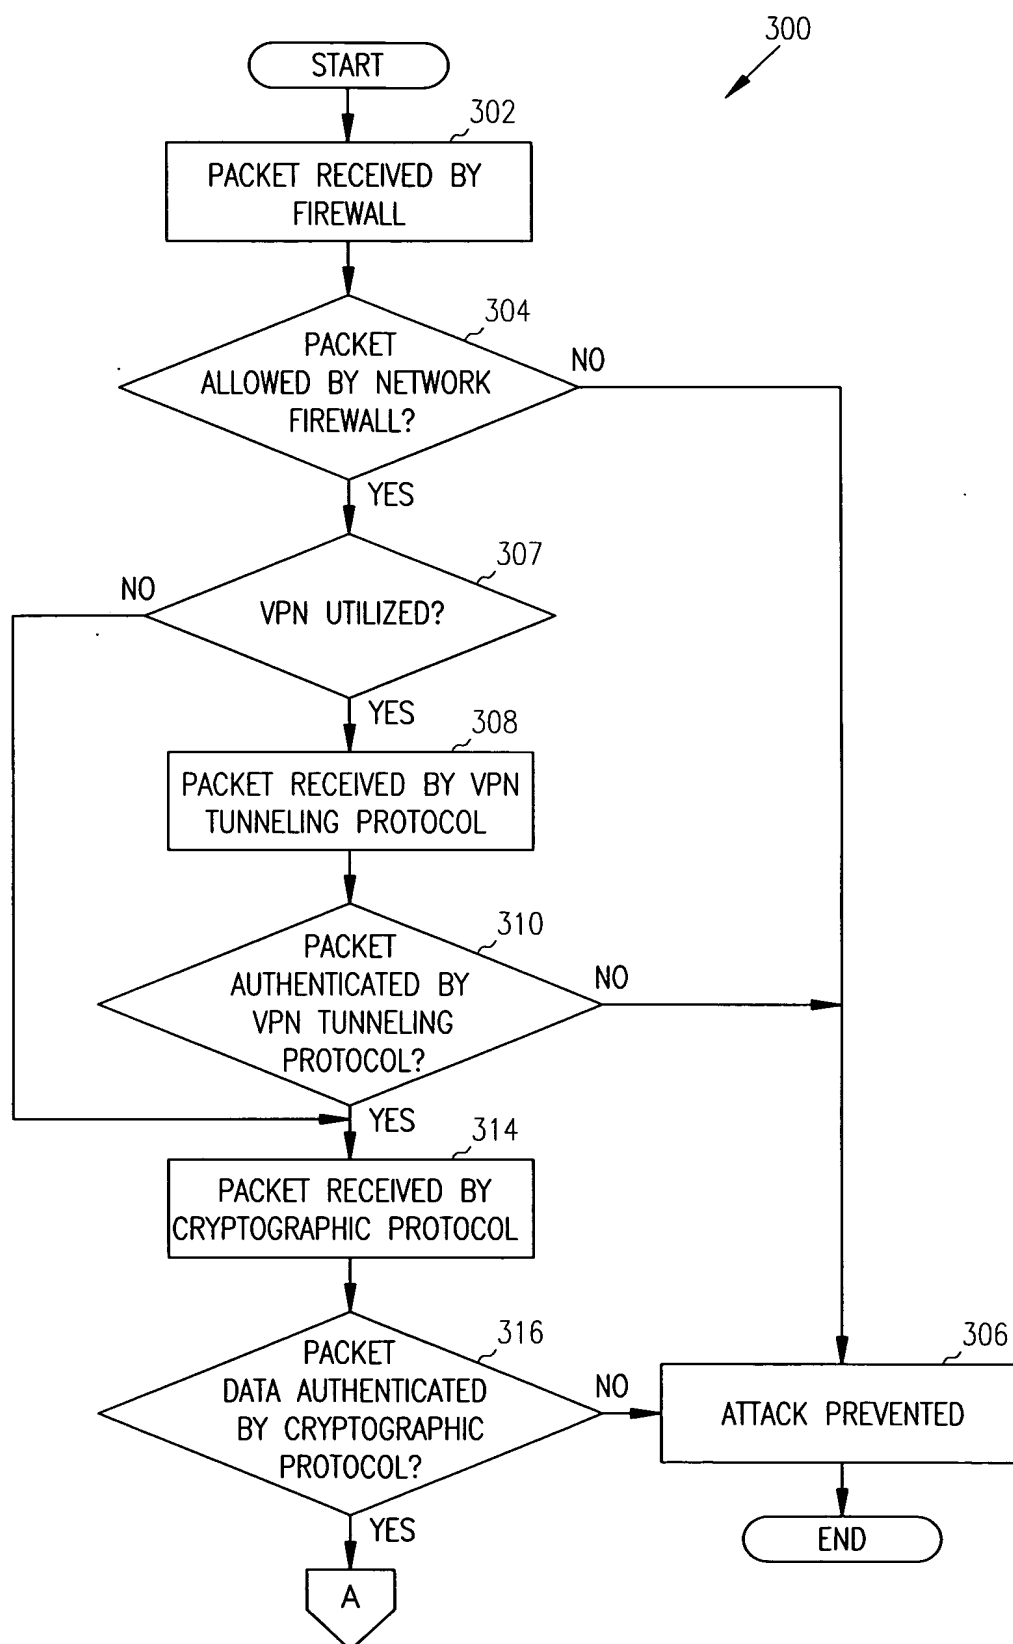 300
START
302
PACKET RECEIVED BY
FIREWALL
304
PACKET
ALLOWED BY NETWORK
FIREWALL?
NO
YES
307
NO
VPN UTILIZED?
YES
308
PACKET RECEIVED BY VPN
TUNNELING PROTOCOL
310
PACKET
AUTHENTICATED BY
VPN TUNNELING
PROTOCOL?
NO
YES
314
PACKET RECEIVED BY
CRYPTOGRAPHIC PROTOCOL
316
PACKET
DATA AUTHENTICATED
BY CRYPTOGRAPHIC
PROTOCOL?
NO
306
ATTACK PREVENTED
YES
END
A